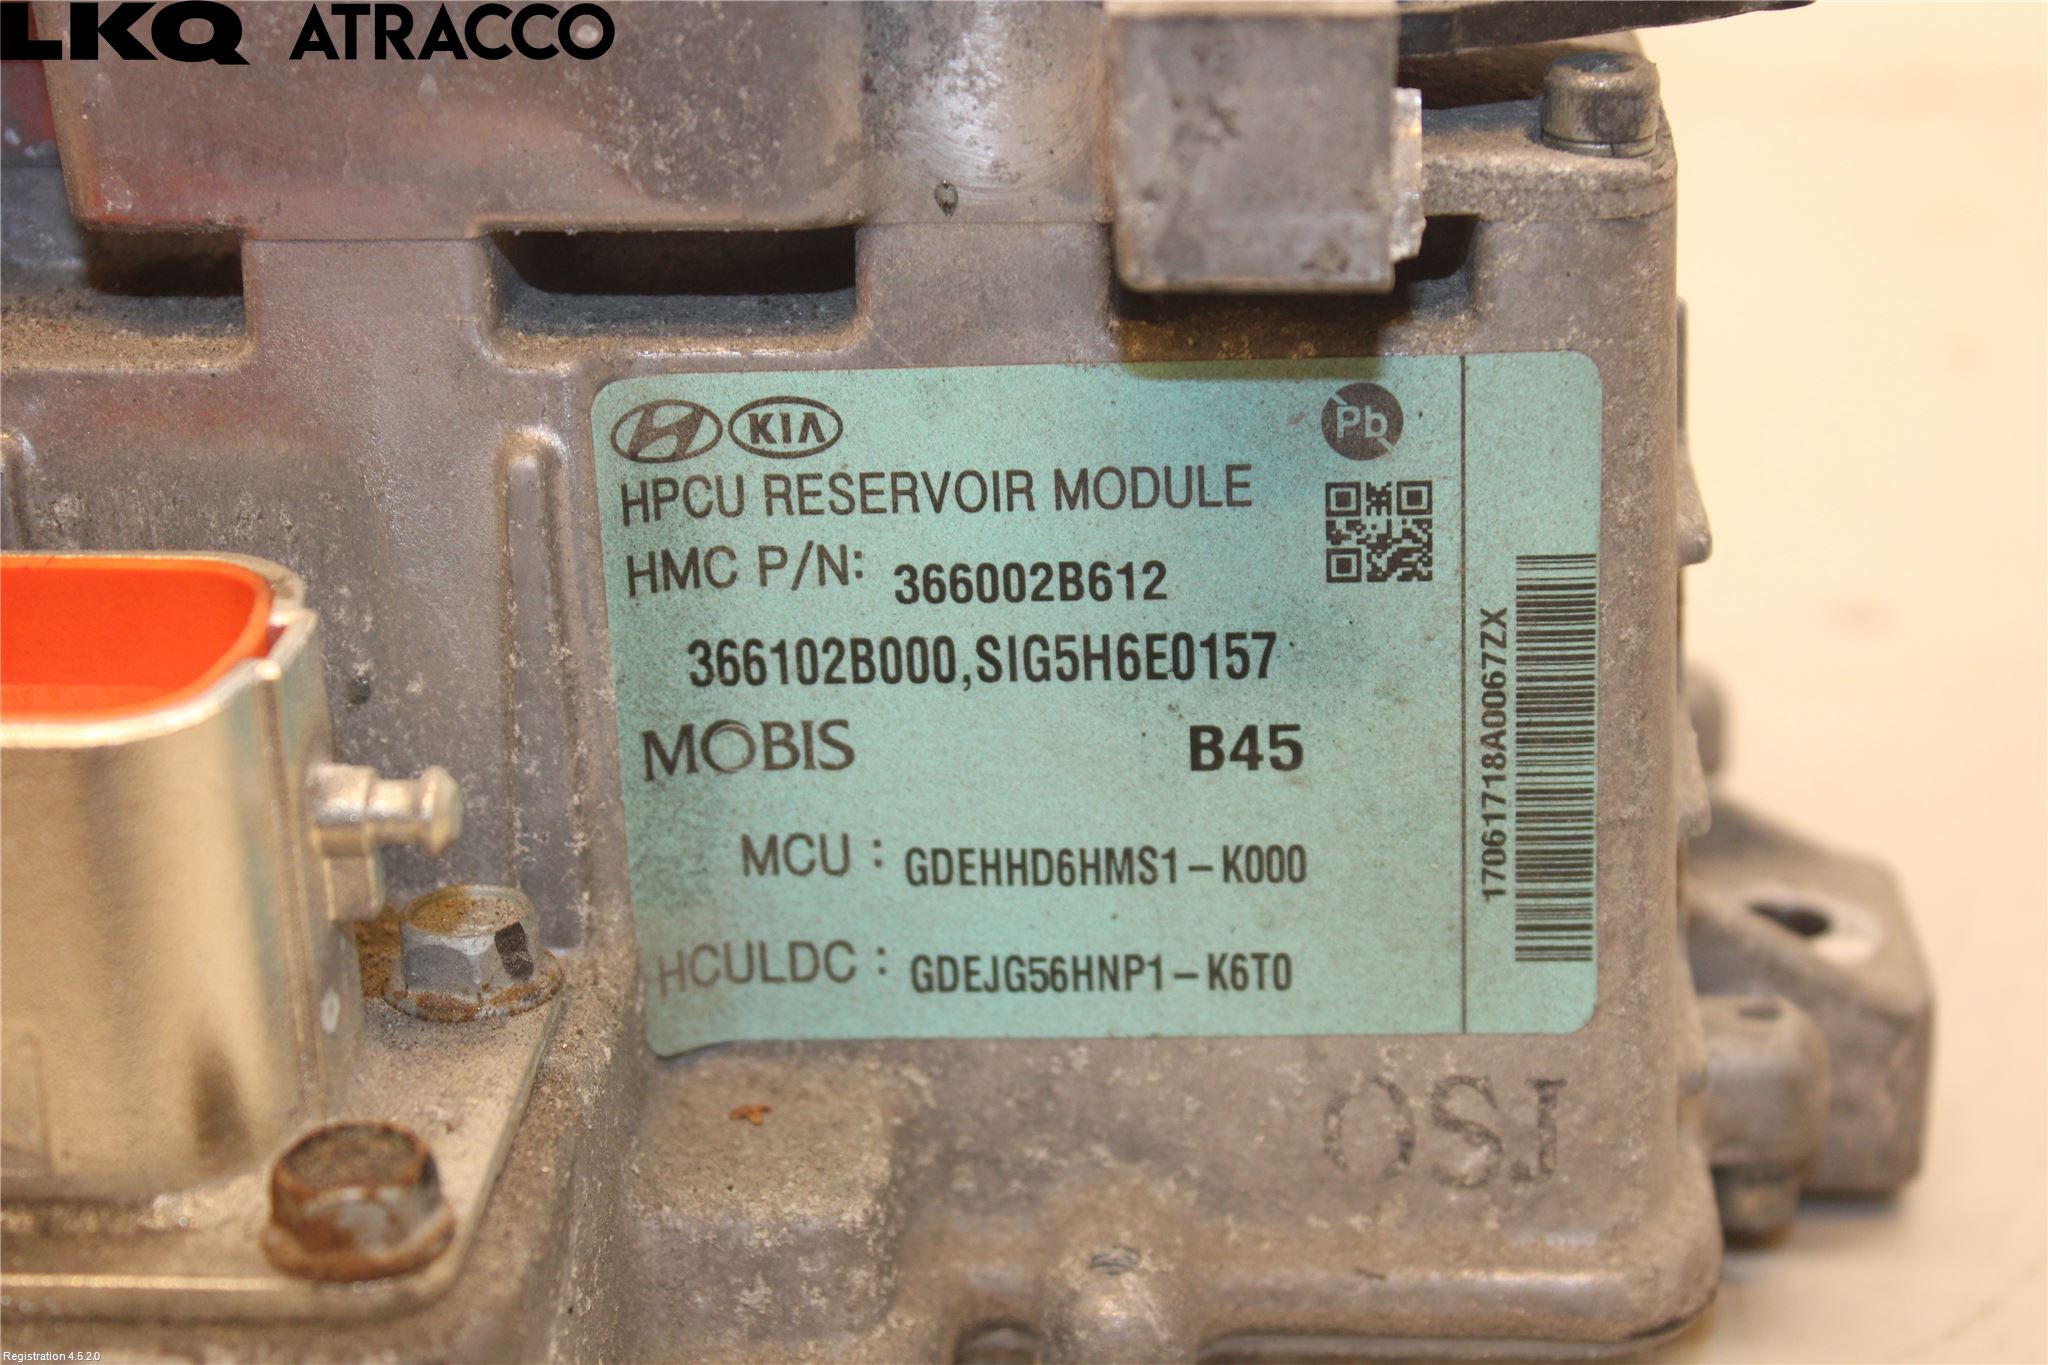 LKQ ATRACCO
KIA
Pb
HPCU RESERVOIR MODULE
HMC P/N: 366002B612
366102B000,SIG5H6E0157
MOBIS B45
MCU : GDEHHD6HMS1-K000
HCULDC : GDEJG56HNP1-K6T0
17061718A0067ZX
OSJ
Registration 4.5.2.0